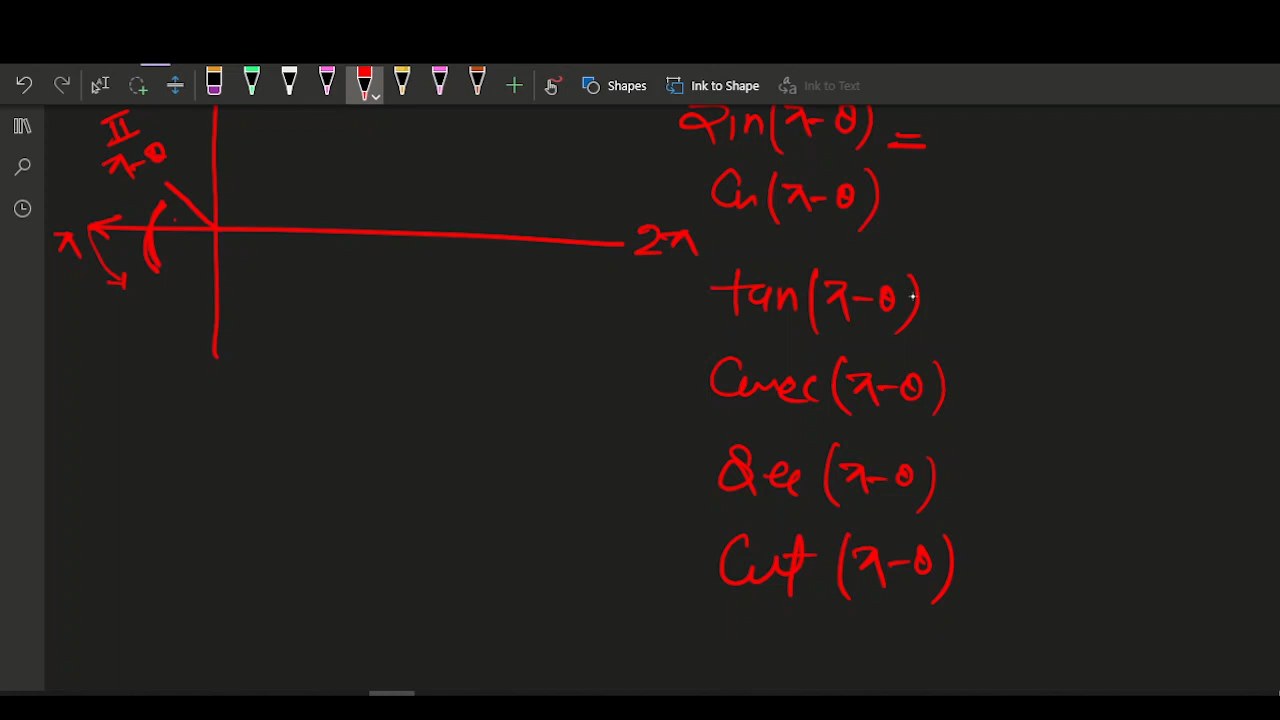 Shapes Ink to Shape Ink to Text
II
π-θ
π
2π
Sin(π-θ) =
Cos(π-θ)
tan(π-θ)
Cosec(π-θ)
Sec(π-θ)
Cot(π-θ)